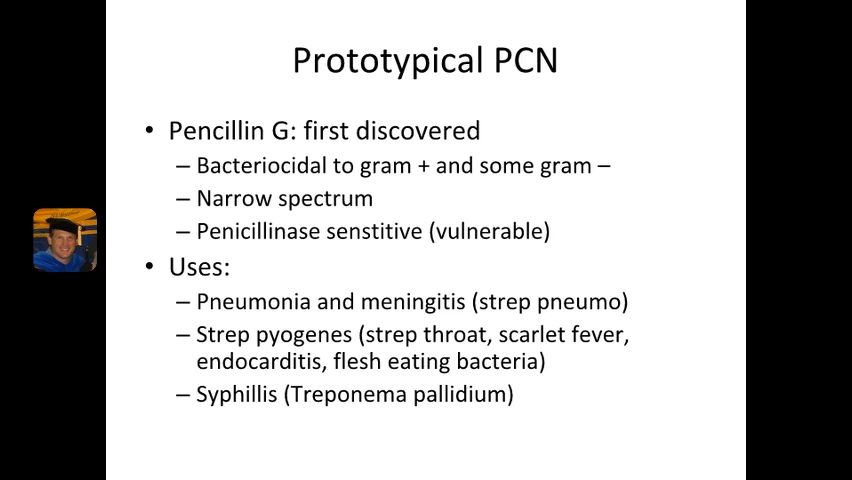 Prototypical PCN
• Pencillin G: first discovered
– Bacteriocidal to gram + and some gram –
– Narrow spectrum
– Penicillinase senstitive (vulnerable)
• Uses:
– Pneumonia and meningitis (strep pneumo)
– Strep pyogenes (strep throat, scarlet fever,
endocarditis, flesh eating bacteria)
– Syphillis (Treponema pallidium)